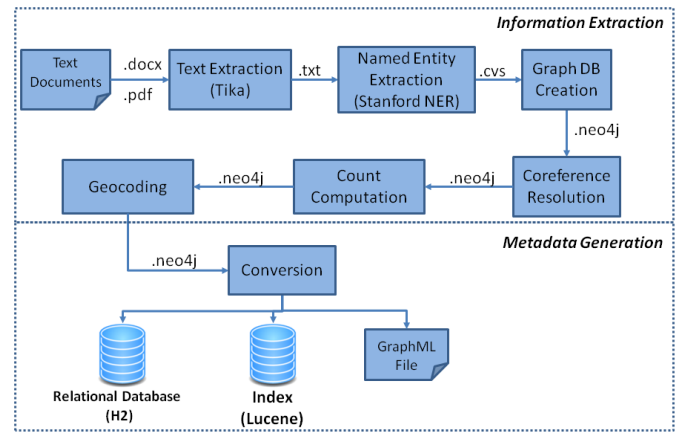 Information Extraction
Text
Documents
.docx
.pdf
Text Extraction
(Tika)
.txt
Named Entity
Extraction
(Stanford NER)
.cvs
Graph DB
Creation
.neo4j
Coreference
Resolution
.neo4j
Count
Computation
.neo4j
Geocoding
Metadata Generation
.neo4j
Conversion
Relational Database
(H2)
Index
(Lucene)
GraphML
File